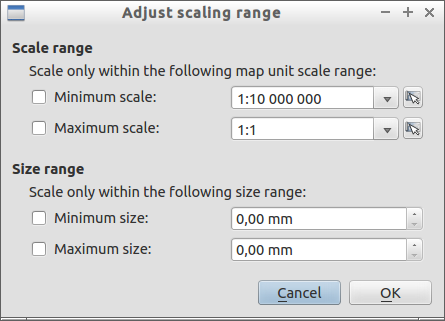 Adjust scaling range
Scale range
Scale only within the following map unit scale range:
Minimum scale: 1:10 000 000
Maximum scale: 1:1
Size range
Scale only within the following size range:
Minimum size: 0,00 mm
Maximum size: 0,00 mm
Cancel OK